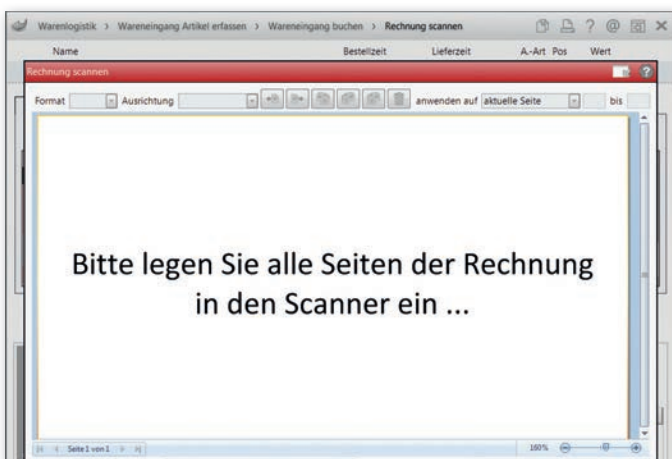 Warenlogistik > Wareneingang Artikel erfassen > Wareneingang buchen > Rechnung scannen
Name Bestellzeit Lieferzeit A.-Art Pos Wert
Rechnung scannen
Format Ausrichtung anwenden auf aktuelle Seite bis
Bitte legen Sie alle Seiten der Rechnung
in den Scanner ein ...
Seite 1 von 1 160%